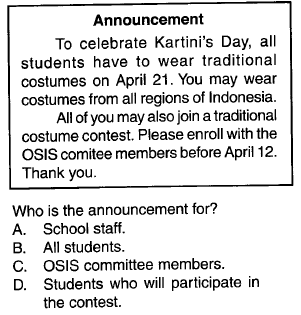 Announcement
To celebrate Kartini's Day, all
students have to wear traditional
costumes on April 21. You may wear
costumes from all regions of Indonesia.
All of you may also join a traditional
costume contest. Please enroll with the
OSIS comitee members before April 12.
Thank you.
Who is the announcement for?
A. School staff.
B. All students.
C. OSIS committee members.
D. Students who will participate in
the contest.